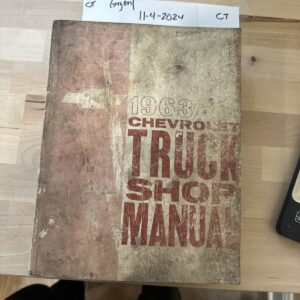 11-4-2024
CT
1963
CHEVROLET
TRUCK
SHOP
MANUAL